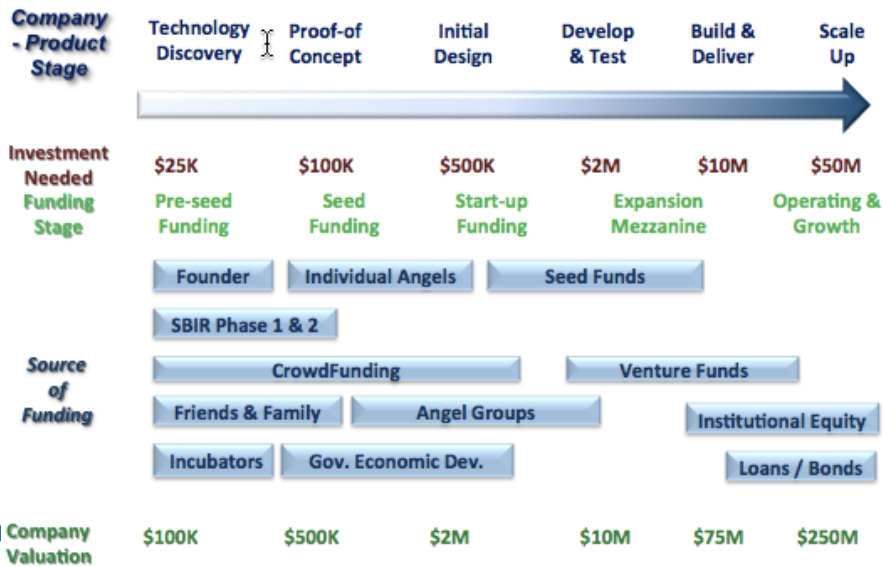 Company
- Product
Stage
Technology
Discovery
Proof-of
Concept
Initial
Design
Develop
& Test
Build &
Deliver
Scale
Up
Investment
Needed
$25K
$100K
$500K
$2M
$10M
$50M
Funding
Stage
Pre-seed
Funding
Seed
Funding
Start-up
Funding
Expansion
Mezzanine
Operating &
Growth
Source
of
Funding
Founder
Individual Angels
Seed Funds
SBIR Phase 1 & 2
CrowdFunding
Venture Funds
Friends & Family
Angel Groups
Institutional Equity
Incubators
Gov. Economic Dev.
Loans / Bonds
Company
Valuation
$100K
$500K
$2M
$10M
$75M
$250M